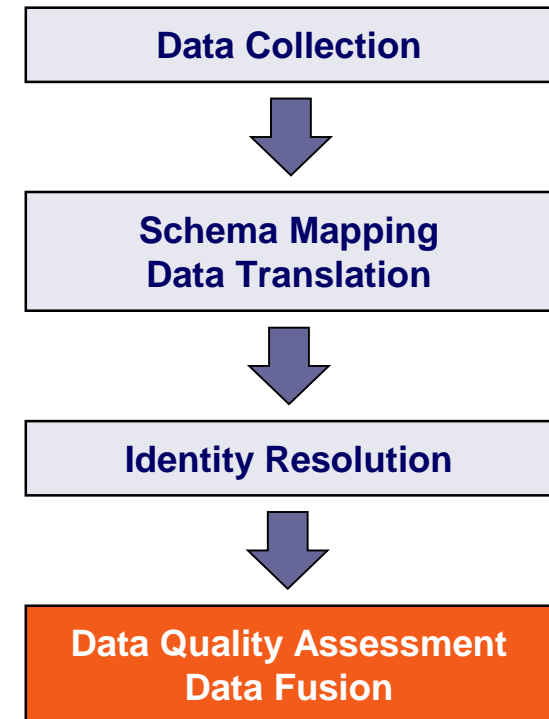 Data Collection
Schema Mapping
Data Translation
Identity Resolution
Data Quality Assessment
Data Fusion